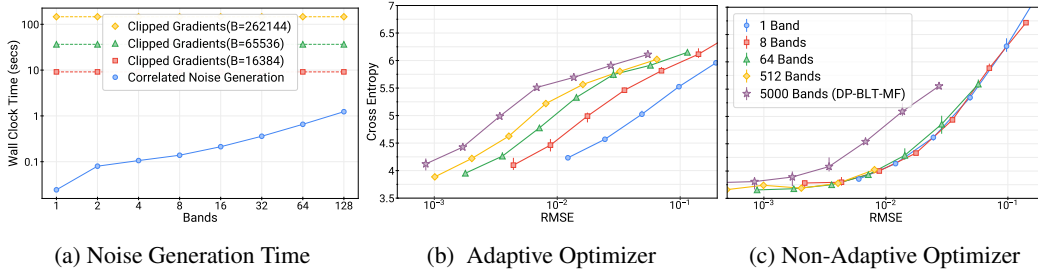 Wall Clock Time (secs)
100
10
1
0.1
Clipped Gradients(B=262144)
Clipped Gradients(B=65536)
Clipped Gradients(B=16384)
Correlated Noise Generation
1 2 4 8 16 32 64 128
Bands
(a) Noise Generation Time
Cross Entropy
6
5.5
5
4.5
4
3.5
10⁻³ 10⁻² 10⁻¹
RMSE
(b) Adaptive Optimizer
1 Band
8 Bands
64 Bands
512 Bands
5000 Bands (DP-BLT-MF)
10⁻³ 10⁻² 10⁻¹
RMSE
(c) Non-Adaptive Optimizer